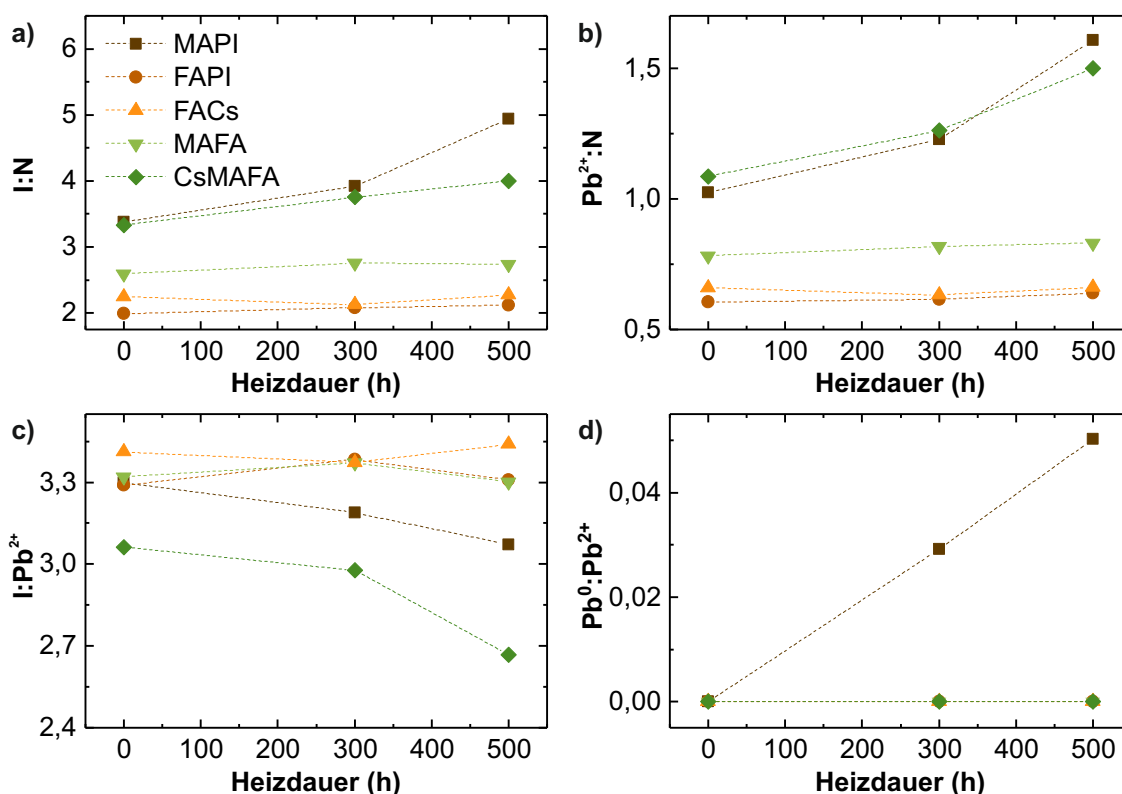 a)
MAPI
FAPI
FACs
MAFA
CsMAFA
I:N
6
5
4
3
2
0 100 200 300 400 500
Heizdauer (h)
b)
Pb²⁺:N
1,5
1,0
0,5
0 100 200 300 400 500
Heizdauer (h)
c)
I:Pb²⁺
3,3
3,0
2,7
2,4
0 100 200 300 400 500
Heizdauer (h)
d)
Pb⁰:Pb²⁺
0,04
0,02
0,00
0 100 200 300 400 500
Heizdauer (h)